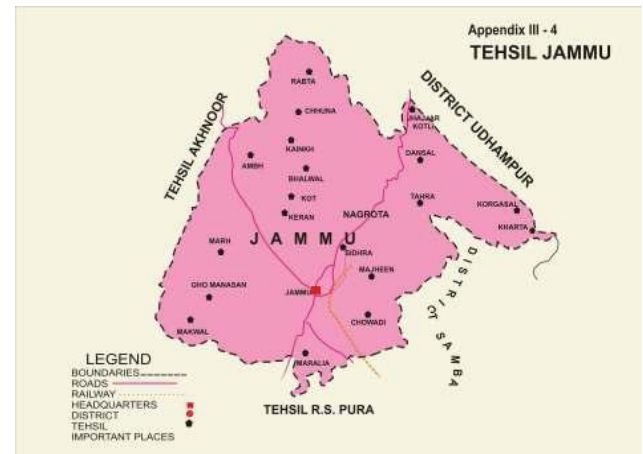 Appendix III - 4
TEHSIL JAMMU
TEHSIL AKHNOOR
DISTRICT UDHAMPUR
RABTA
CHHUNA
JHAJJAR
KOTLI
KAINKH
DANSAL
AMBH
BHALWAL
KOT
TAHRA
KERAN
NAGROTA
KORGASAL
KHARTA
JAMMU
MARH
SIDHRA
MAJHEEN
GHO MANASAN
JAMMU
CHOWADI
MAKWAL
DISTRICT SAMBA
MARALIA
TEHSIL R.S. PURA
LEGEND
BOUNDARIES
ROADS
RAILWAY
HEADQUARTERS
DISTRICT
TEHSIL
IMPORTANT PLACES